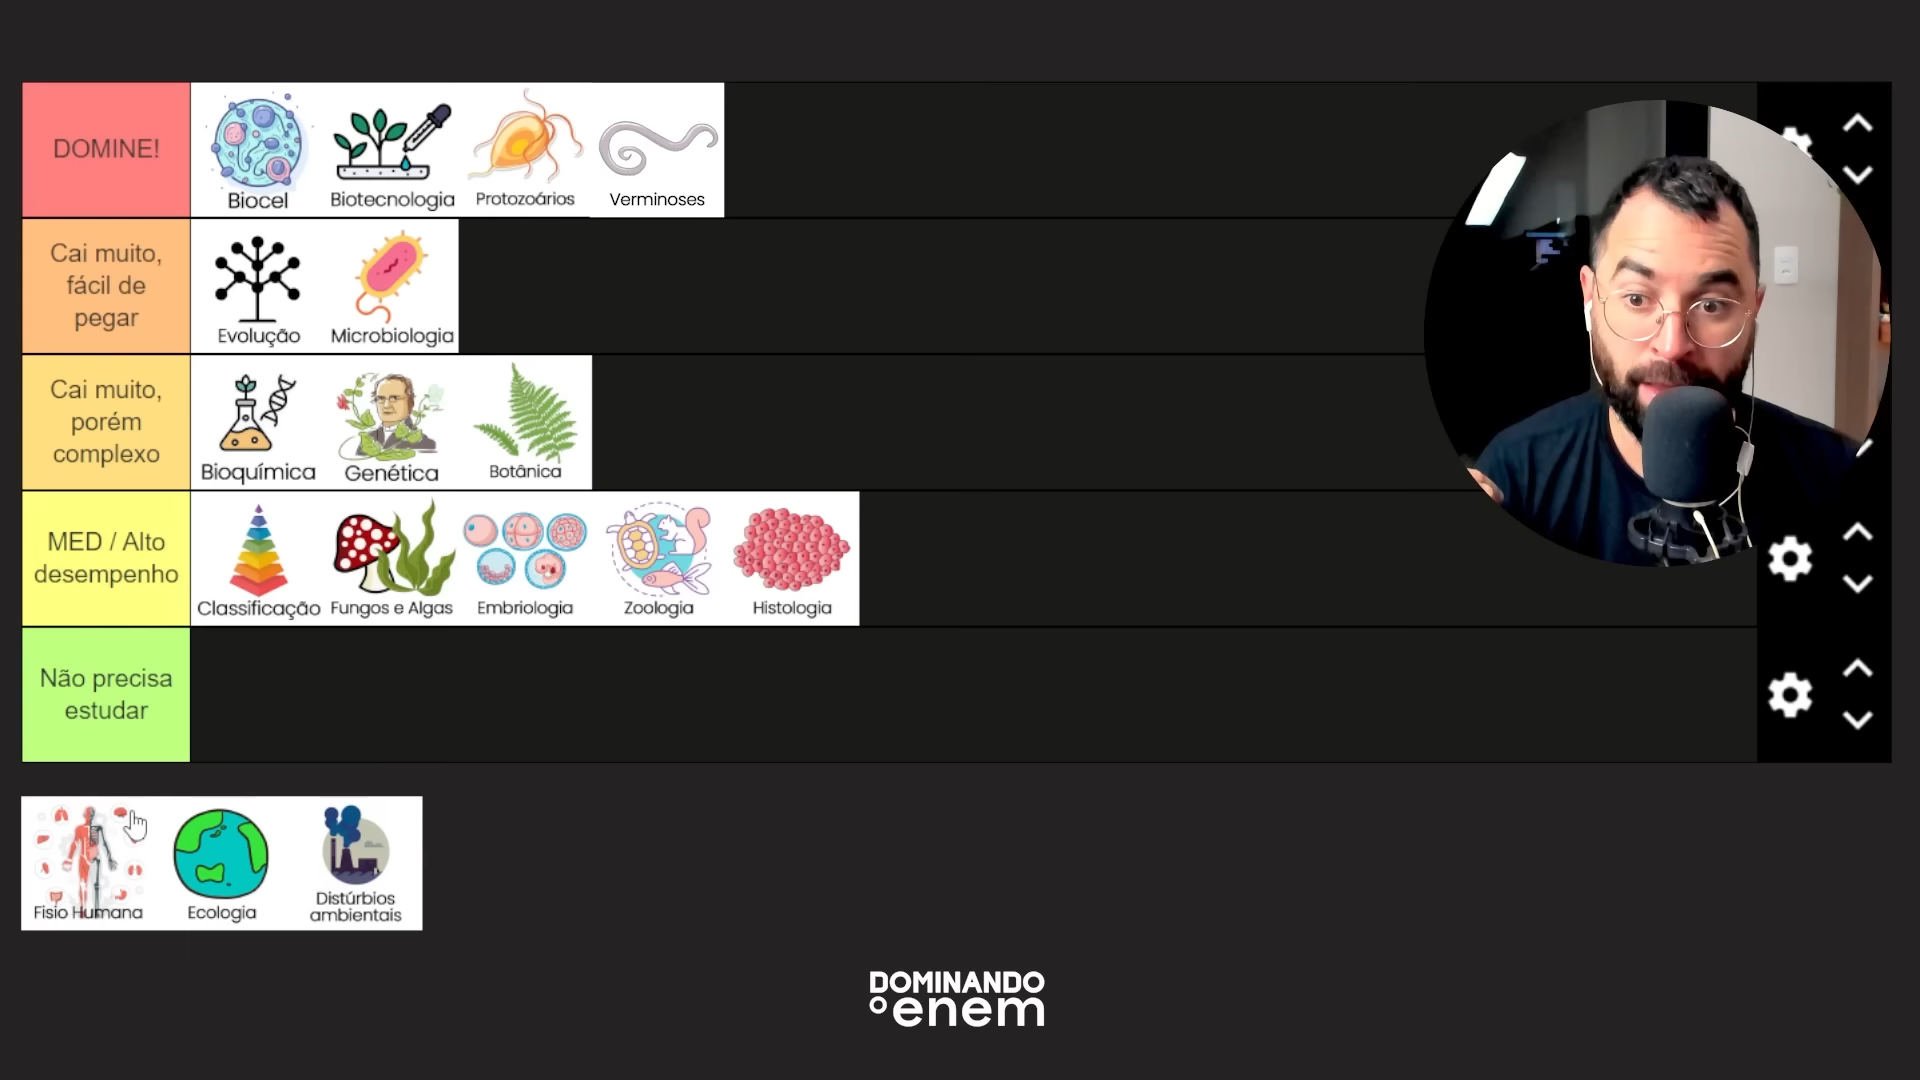 DOMINE!
Biocel
Biotecnologia
Protozoários
Verminoses
Cai muito,
fácil de
pegar
Evolução
Microbiologia
Cai muito,
porém
complexo
Bioquímica
Genética
Botânica
MED / Alto
desempenho
Classificação
Fungos e Algas
Embriologia
Zoologia
Histologia
Não precisa
estudar
Fisio Humana
Ecologia
Distúrbios
ambientais
DOMINANDO
o enem